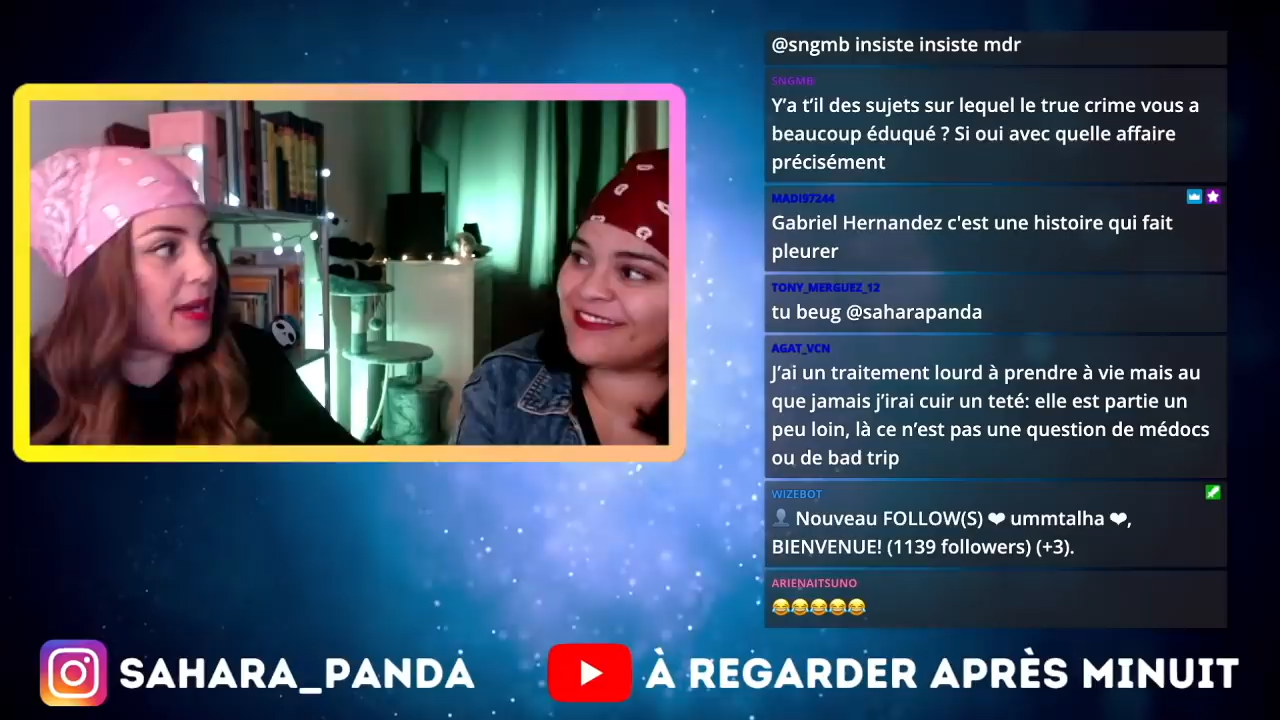 @sngmb insiste insiste mdr
SNGMB
Y'a t'il des sujets sur lequel le true crime vous a
beaucoup éduqué ? Si oui avec quelle affaire
précisément
MADI97244
Gabriel Hernandez c'est une histoire qui fait
pleurer
TONY_MERGUEZ_12
tu beug @saharapanda
AGAT_VCN
J'ai un traitement lourd à prendre à vie mais au
que jamais j'irai cuir un teté: elle est partie un
peu loin, là ce n'est pas une question de médocs
ou de bad trip
WIZEBOT
👤 Nouveau FOLLOW(S) ❤ ummtalha ❤,
BIENVENUE! (1139 followers) (+3).
ARIENAITSUNO
😂😂😂😂😂
SAHARA_PANDA
À REGARDER APRÈS MINUIT